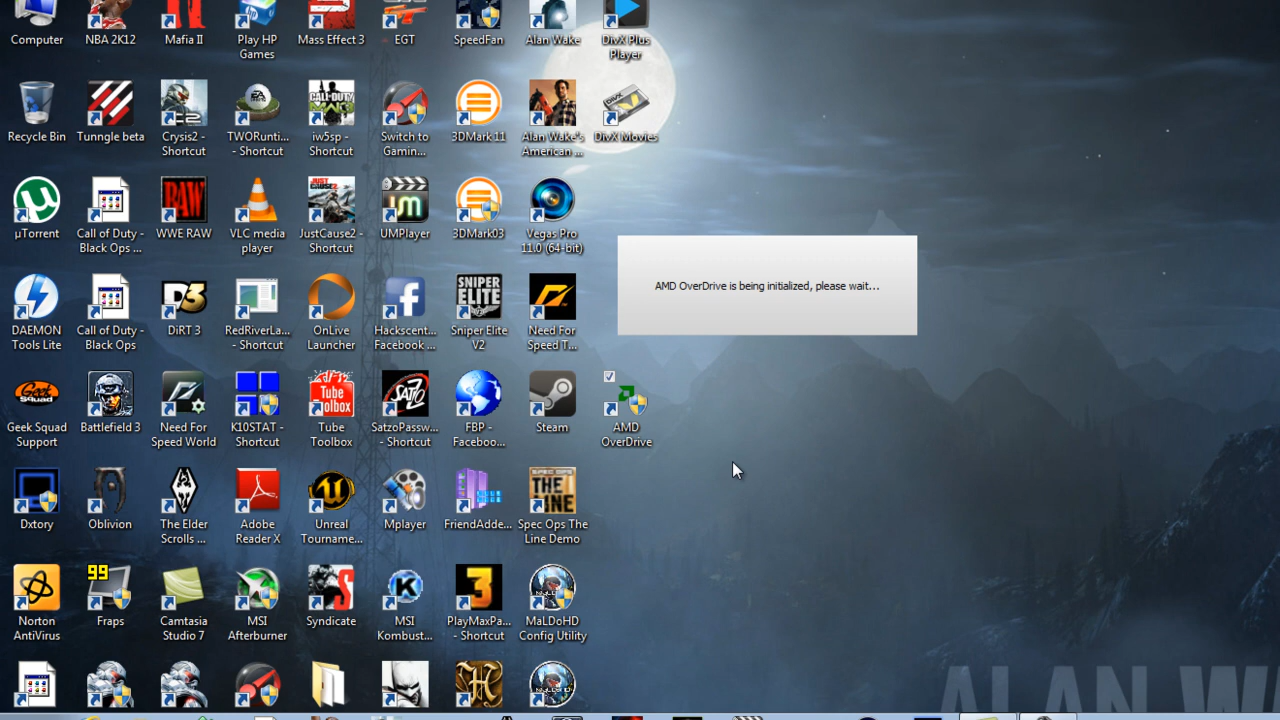 Computer
NBA 2K12
Mafia II
Play HP
Games
Mass Effect 3
EGT
SpeedFan
Alan Wake
DivX Plus
Player
Recycle Bin
Tunngle beta
Crysis2 -
Shortcut
TWORunti...
- Shortcut
iw5sp -
Shortcut
Switch to
Gamin...
3DMark 11
Alan Wake's
American ...
DivX Movies
µTorrent
Call of Duty -
Black Ops ...
WWE RAW
VLC media
player
JustCause2 -
Shortcut
UMPlayer
3DMark03
Vegas Pro
11.0 (64-bit)
AMD OverDrive is being initialized, please wait...
DAEMON
Tools Lite
Call of Duty -
Black Ops
DiRT 3
RedRiverLa...
- Shortcut
OnLive
Launcher
Hackscent...
Facebook ...
Sniper Elite
V2
Need For
Speed T...
Geek Squad
Support
Battlefield 3
Need For
Speed World
K10STAT -
Shortcut
Tube
Toolbox
SatzoPassw...
- Shortcut
FBP -
Faceboo...
Steam
AMD
OverDrive
Dxtory
Oblivion
The Elder
Scrolls ...
Adobe
Reader X
Unreal
Tourname...
Mplayer
FriendAdde...
Spec Ops The
Line Demo
Norton
AntiVirus
Fraps
Camtasia
Studio 7
MSI
Afterburner
Syndicate
MSI
Kombust...
PlayMaxPa...
- Shortcut
MaLDoHD
Config Utility
ALAN W